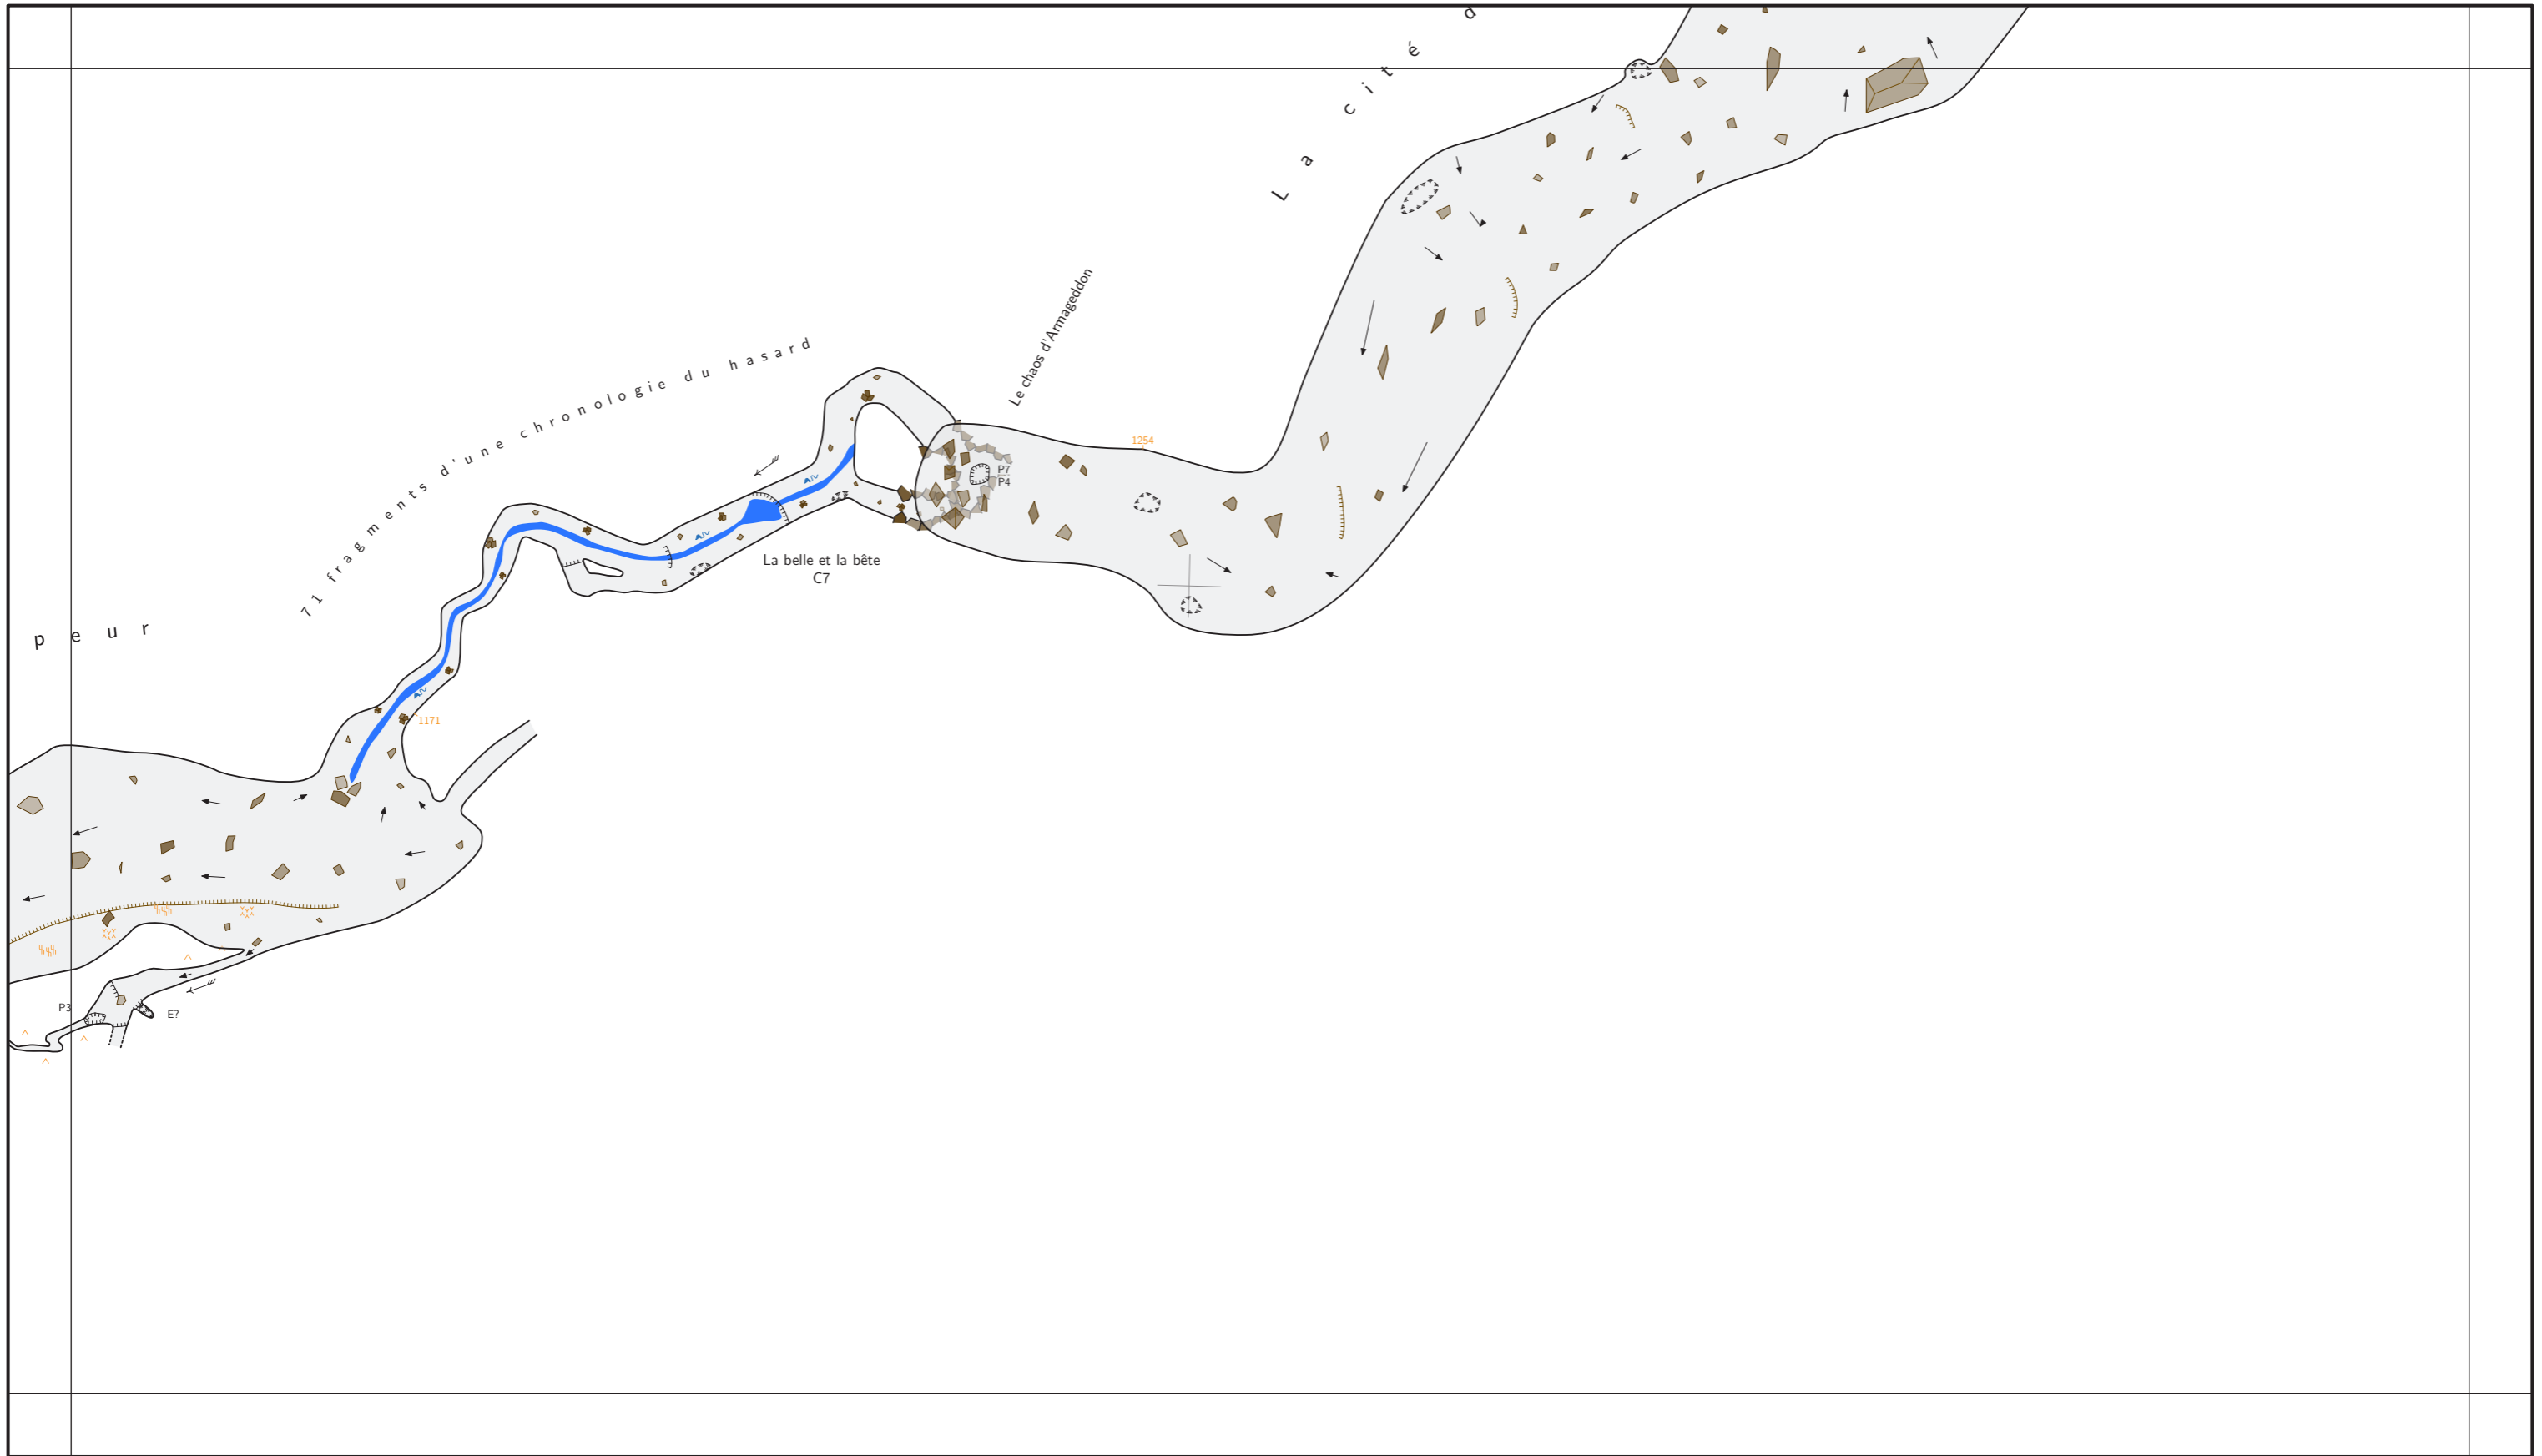 La cité d
Le chaos d'Armageddon
71 fragments d'une chronologie du hasard
1254
P7
P4
La belle et la bête
C7
peur
1171
P3
E?